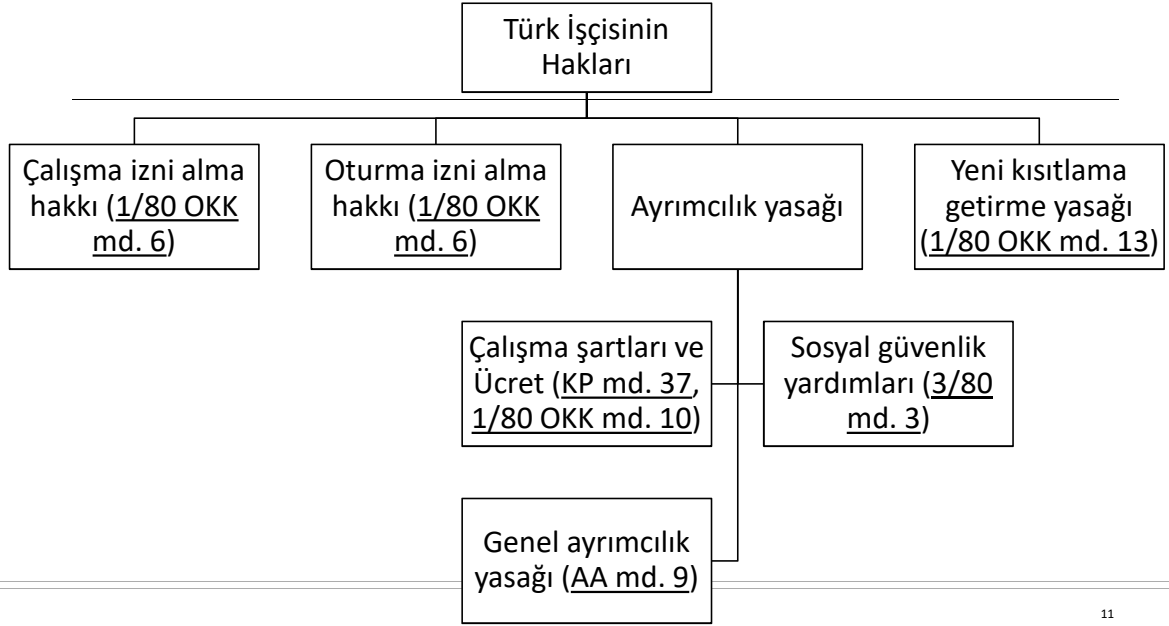 Türk İşçisinin
Hakları
Çalışma izni alma
hakkı (1/80 OKK
md. 6)
Oturma izni alma
hakkı (1/80 OKK
md. 6)
Ayrımcılık yasağı
Yeni kısıtlama
getirme yasağı
(1/80 OKK md. 13)
Çalışma şartları ve
Ücret (KP md. 37,
1/80 OKK md. 10)
Sosyal güvenlik
yardımları (3/80
md. 3)
Genel ayrımcılık
yasağı (AA md. 9)
11